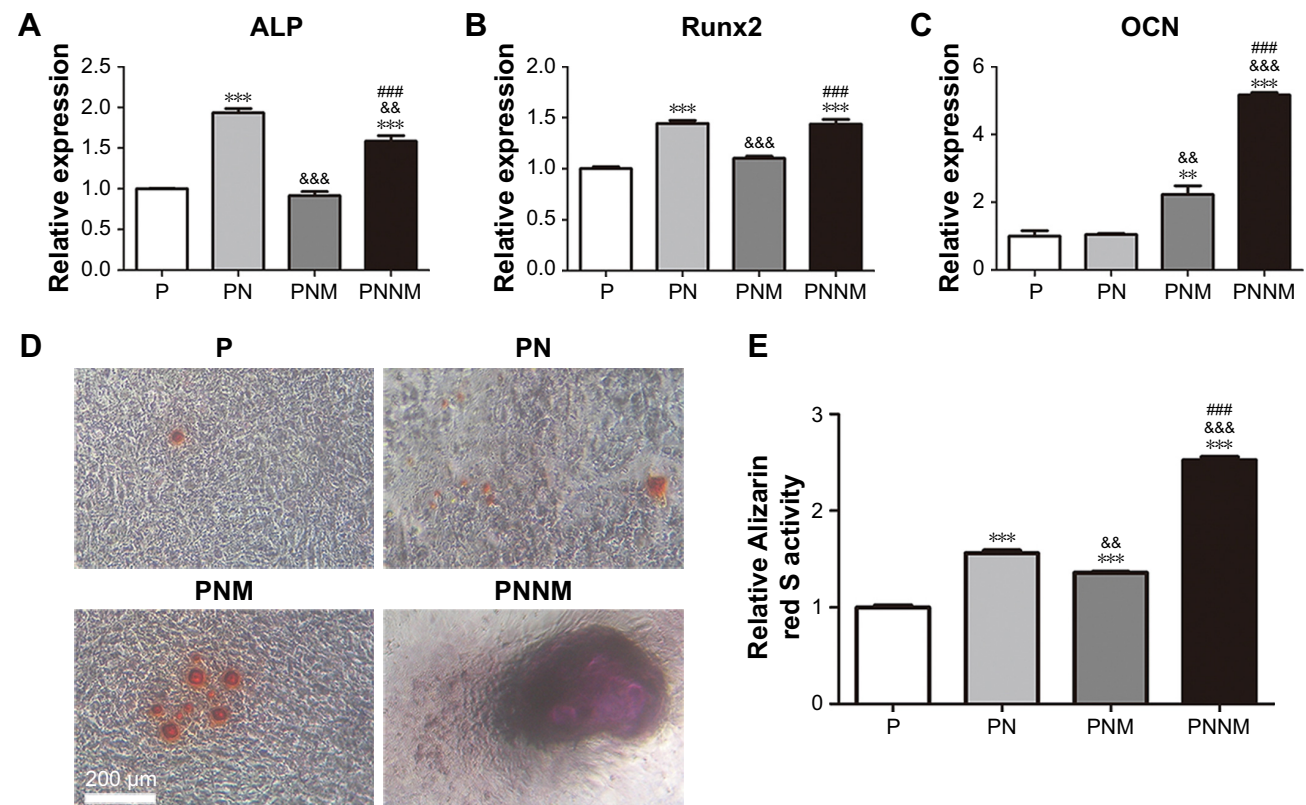 A
ALP
Relative expression
2.5
2.0
1.5
1.0
0.5
0.0
***
&&&
###
&&
***
P PN PNM PNNM
B
Runx2
Relative expression
2.0
1.5
1.0
0.5
0.0
***
&&&
###
***
P PN PNM PNNM
C
OCN
Relative expression
6
4
2
0
&&
**
###
&&&
***
P PN PNM PNNM
D
P
PN
PNM
PNNM
200 µm
E
Relative Alizarin
red S activity
3
2
1
0
***
&&
***
###
&&&
***
P PN PNM PNNM